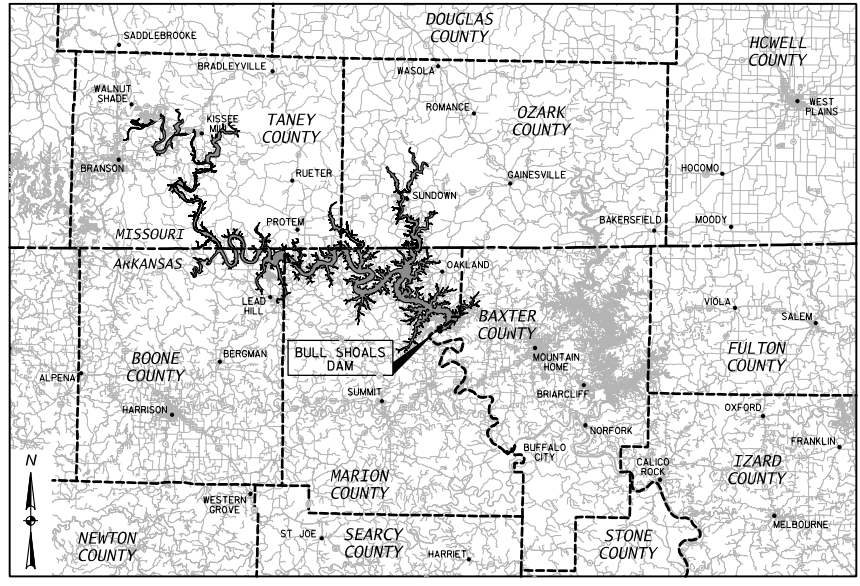 DOUGLAS
COUNTY
SADDLEBROOKE
HCWELL
COUNTY
BRADLEYVILLE
WASOLA
WALNUT
SHADE
WEST
PLAINS
ROMANCE
OZARK
COUNTY
KISSEE
MILLS
TANEY
COUNTY
BRANSON
RUETER
GAINESVILLE
HOCOMO
SUNDOWN
PROTEM
BAKERSFIELD
MOODY
MISSOURI
ARKANSAS
OAKLAND
LEAD
HILL
VIOLA
SALEM
BAXTER
COUNTY
BULL SHOALS
DAM
BOONE
COUNTY
BERGMAN
MOUNTAIN
HOME
FULTON
COUNTY
ALPENA
SUMMIT
BRIARCLIFF
HARRISON
OXFORD
NORFORK
FRANKLIN
BUFFALO
CITY
CALICO
ROCK
IZARD
COUNTY
N
MARION
COUNTY
WESTERN
GROVE
MELBOURNE
NEWTON
COUNTY
ST JOE
SEARCY
COUNTY
HARRIET
STONE
COUNTY